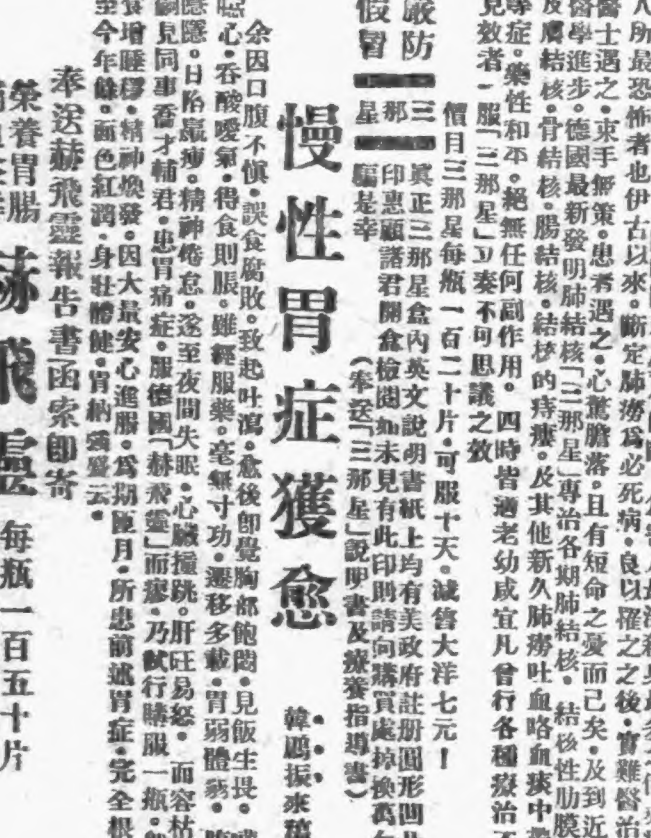 人所最恐怖者也伊古以來。斷定肺癆爲必死病。良以罹之之後。實難醫治
醫士遇之。束手無策。患者遇之。心驚膽落。且有短命之憂而已矣。及到近
醫學進步。德國最新發明肺結核「三那星」專治各期肺結核。結核性肋膜
皮膚結核。骨結核。腸結核。結核的痔瘻。及其他新久肺癆吐血咯血痰中
等症。藥性和平。絕無任何副作用。四時皆適老幼咸宜凡曾行各種療治
見效者。一服「三那星」立奏不可思議之效
價目三那星每瓶一百二十片。可服十天。減售大洋七元！
嚴防
假冒
三那星
眞正三那星盒內英文說明書紙上均有美政府註册圓形凹
印惠顧諸君開盒檢閱如未見有此印則請向購買處掉換萬勿
騙是幸
（奉送「三那星」說明書及療養指導書）
慢性胃症獲愈
韓鵬振來稿
余因口腹不愼。誤食腐敗。致起吐瀉。愈後卽覺胸部飽悶。見飯生畏。
惡心。吞酸噯氣。得食則脹。雖經服藥。毫無寸功。遷移多載。胃弱體弱。
隱隱。日陷羸瘦。精神倦怠。遂至夜間失眠。心臟撞跳。肝旺易怒。面容枯
嗣見同事喬才輔君。患胃痛症。服德國「赫飛靈」而瘳。乃試行購服一瓶。
食增睡穩。精神煥發。因大最安心進服。爲期匝月。所患前述胃症。完全根
至今年餘。面色紅潤。身壯體健。胃納
奉送赫飛靈報告書函索卽寄
榮養胃腸
赫飛靈
每瓶一百五十片